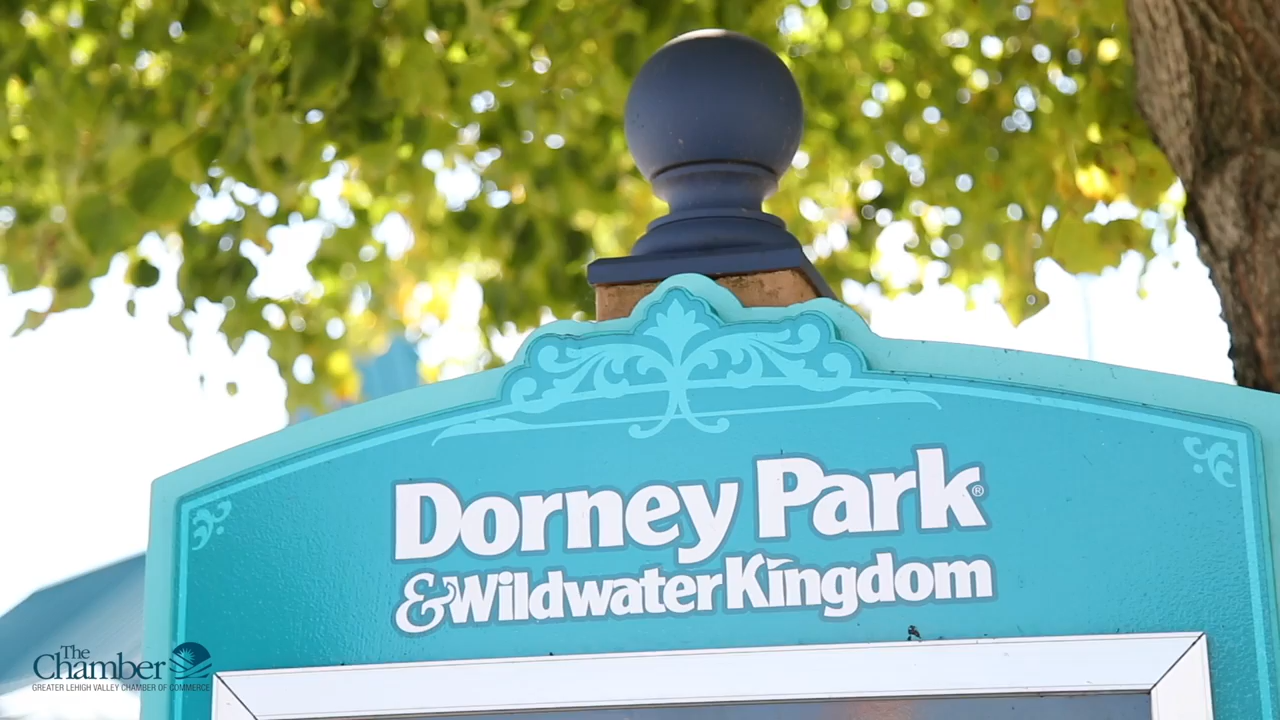 Dorney Park®
& Wildwater Kingdom
The
Chamber
GREATER LEHIGH VALLEY CHAMBER OF COMMERCE